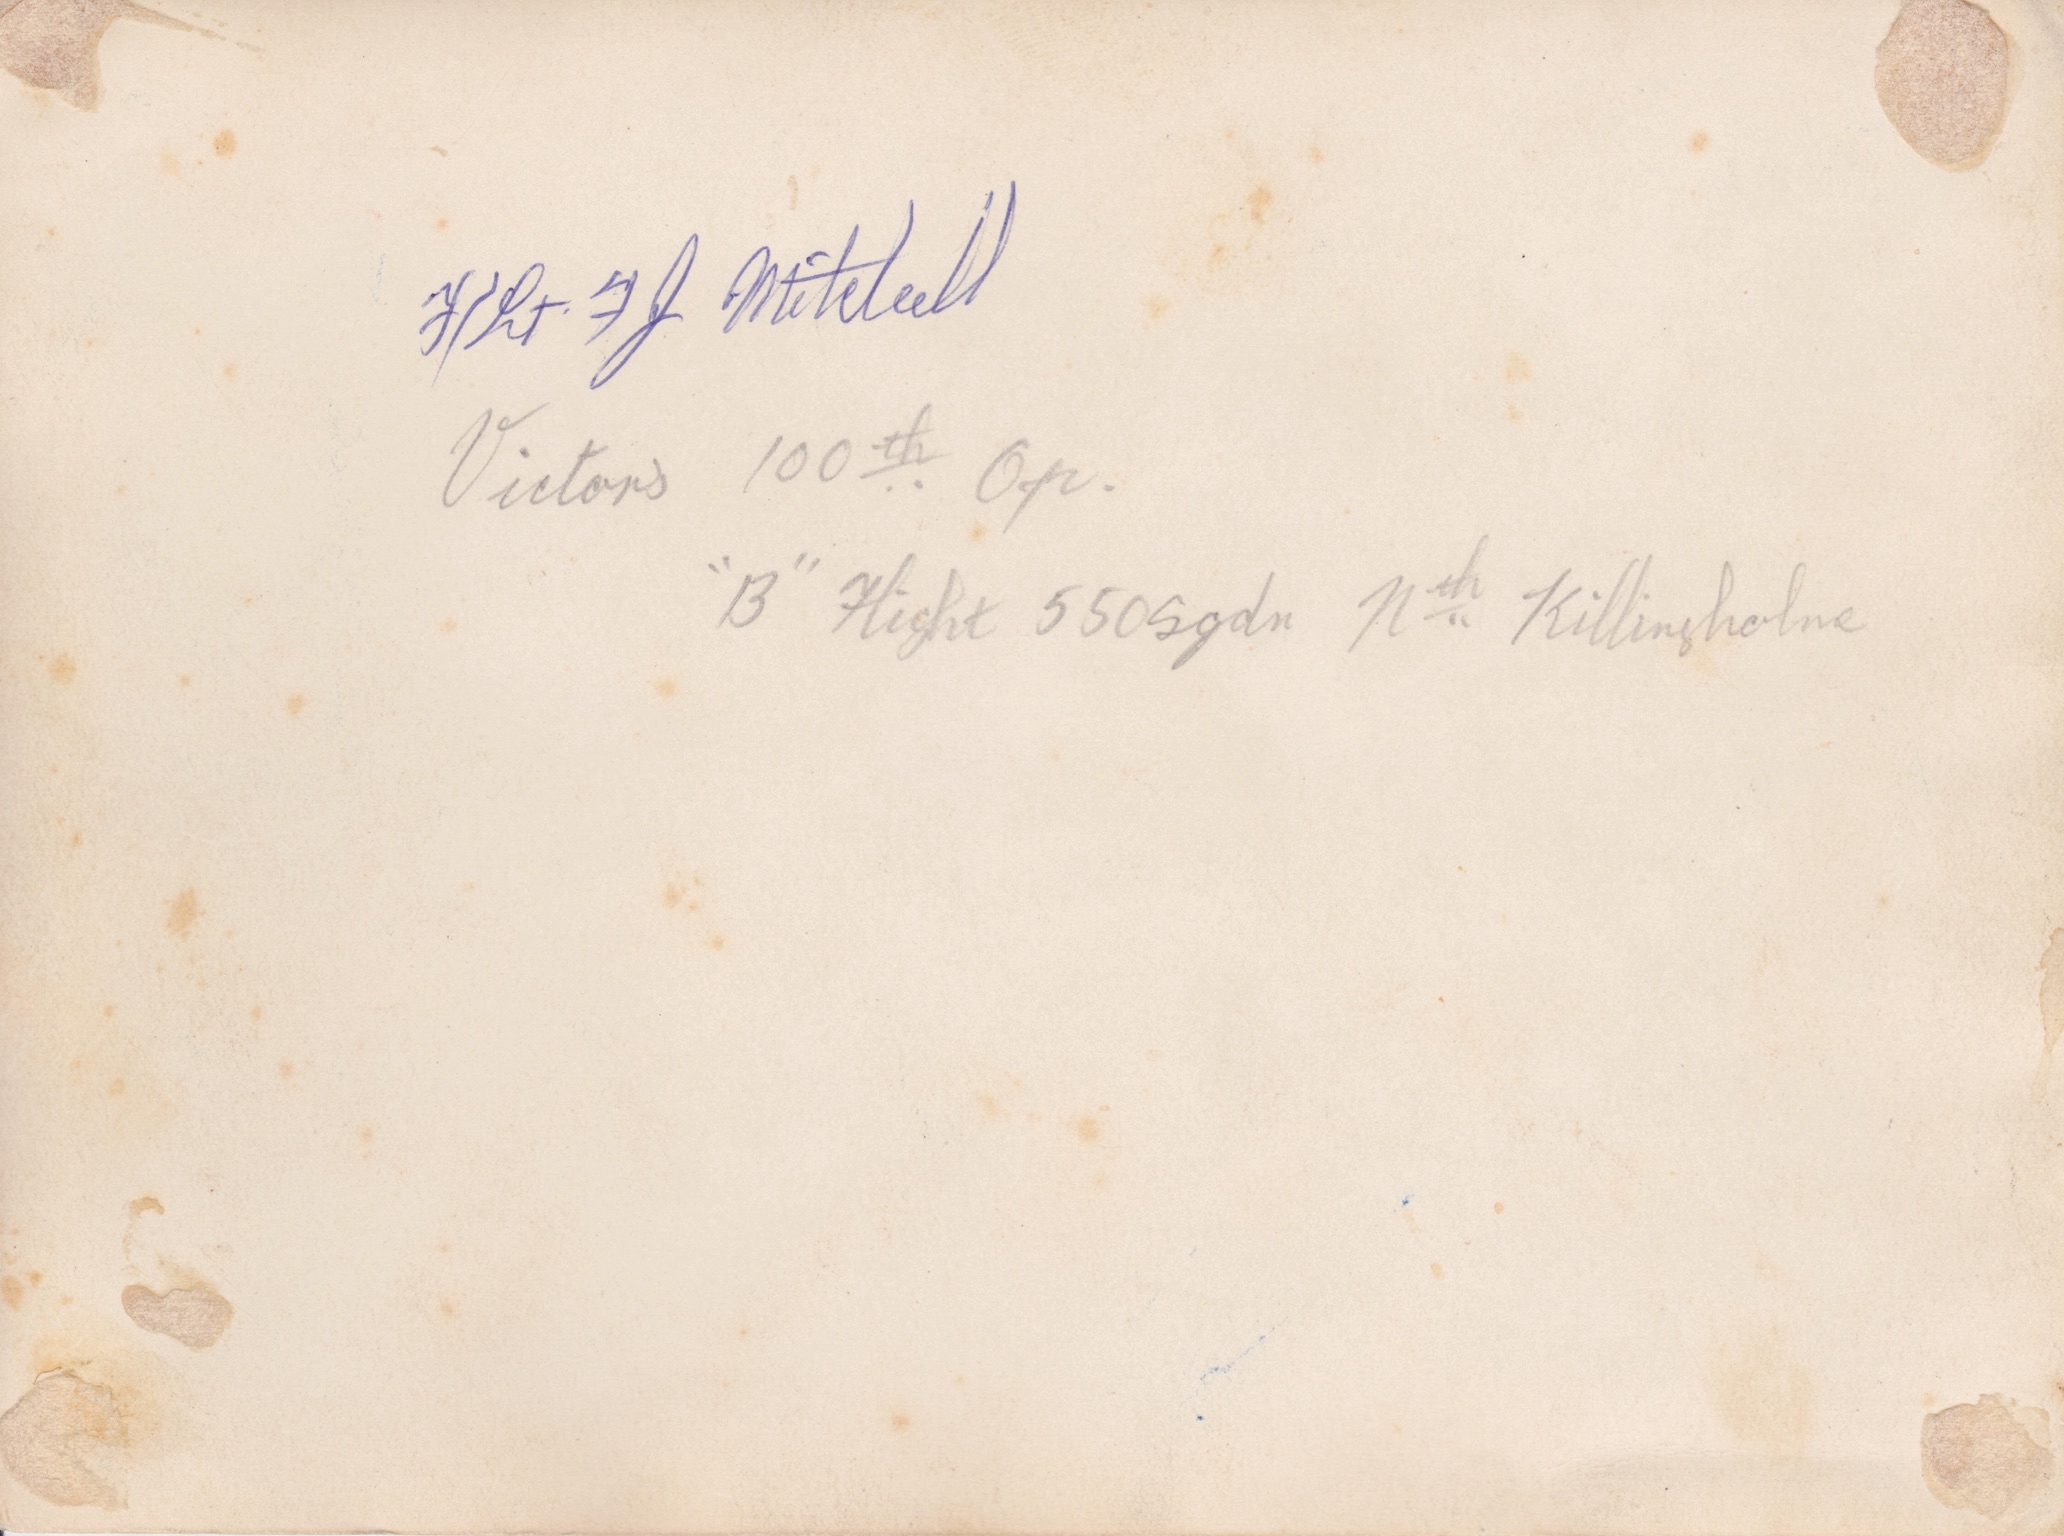 F/Lt. F J Mitchell
Victors 100th Op.
"B" Flight 550 Sqdn Nth Killingholme